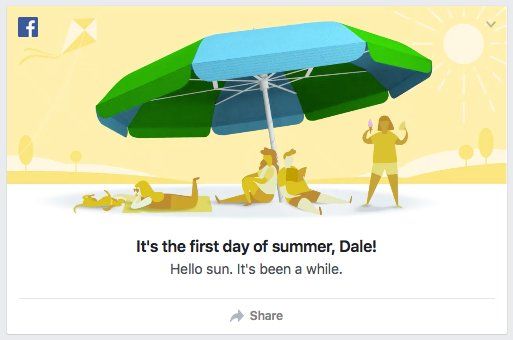 It's the first day of summer, Dale!
Hello sun. It's been a while.
Share